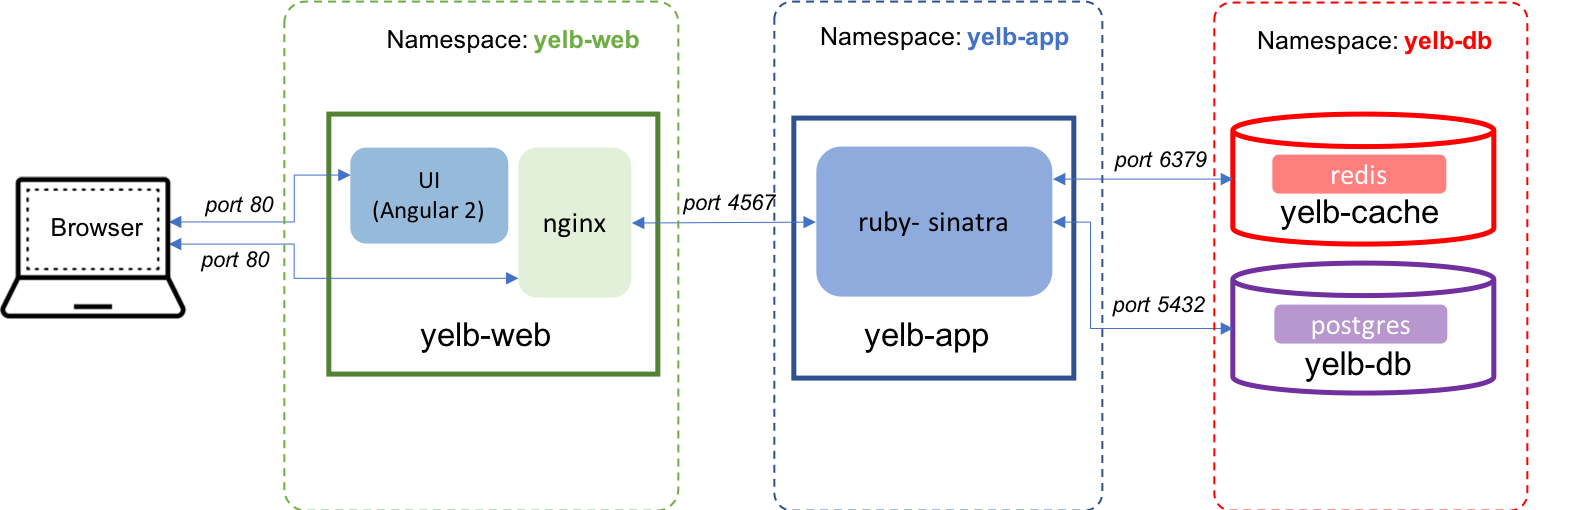 Namespace: yelb-web
Namespace: yelb-app
Namespace: yelb-db
Browser
port 80
port 80
UI
(Angular 2)
nginx
yelb-web
port 4567
ruby- sinatra
yelb-app
port 6379
port 5432
redis
yelb-cache
postgres
yelb-db